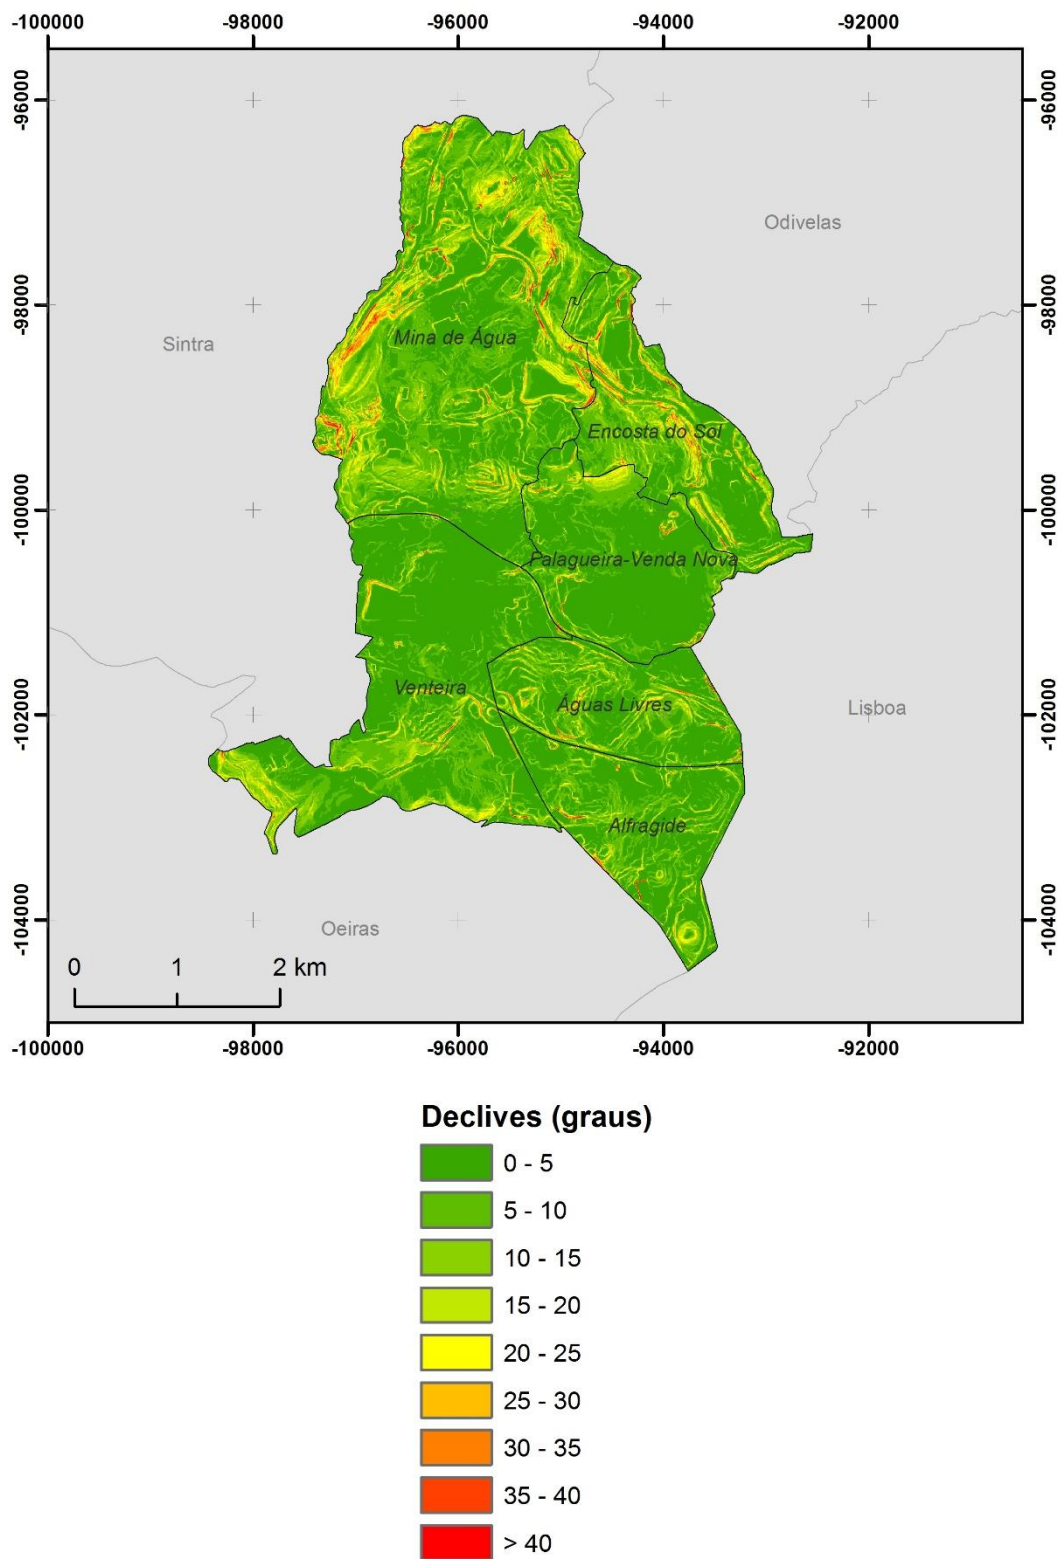 -100000 -98000 -96000 -94000 -92000
-96000 -96000
Odivelas
-98000 -98000
Sintra
Mina de Água
Encosta do Sol
-100000 -100000
Palagueira-Venda Nova
Venteira
Águas Livres
Lisboa
-102000 -102000
Alfragide
-104000 -104000
Oeiras
0 1 2 km
-100000 -98000 -96000 -94000 -92000
Declives (graus)
0 - 5
5 - 10
10 - 15
15 - 20
20 - 25
25 - 30
30 - 35
35 - 40
> 40